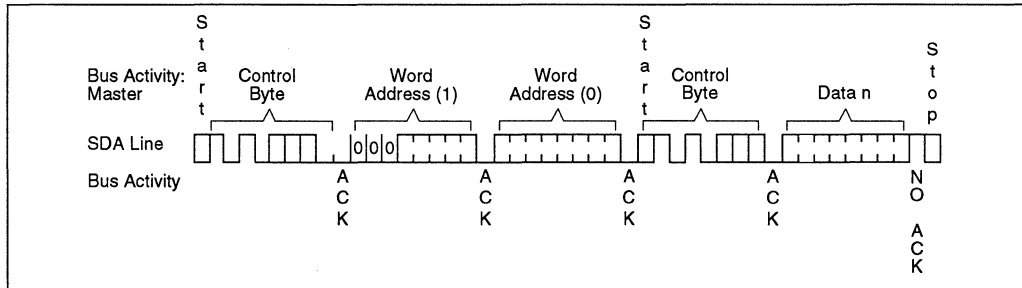 Start
Start
Stop
Bus Activity: Master
Control Byte
Word Address (1)
Word Address (0)
Control Byte
Data n
SDA Line
0 0 0
Bus Activity
ACK
ACK
ACK
ACK
NO ACK